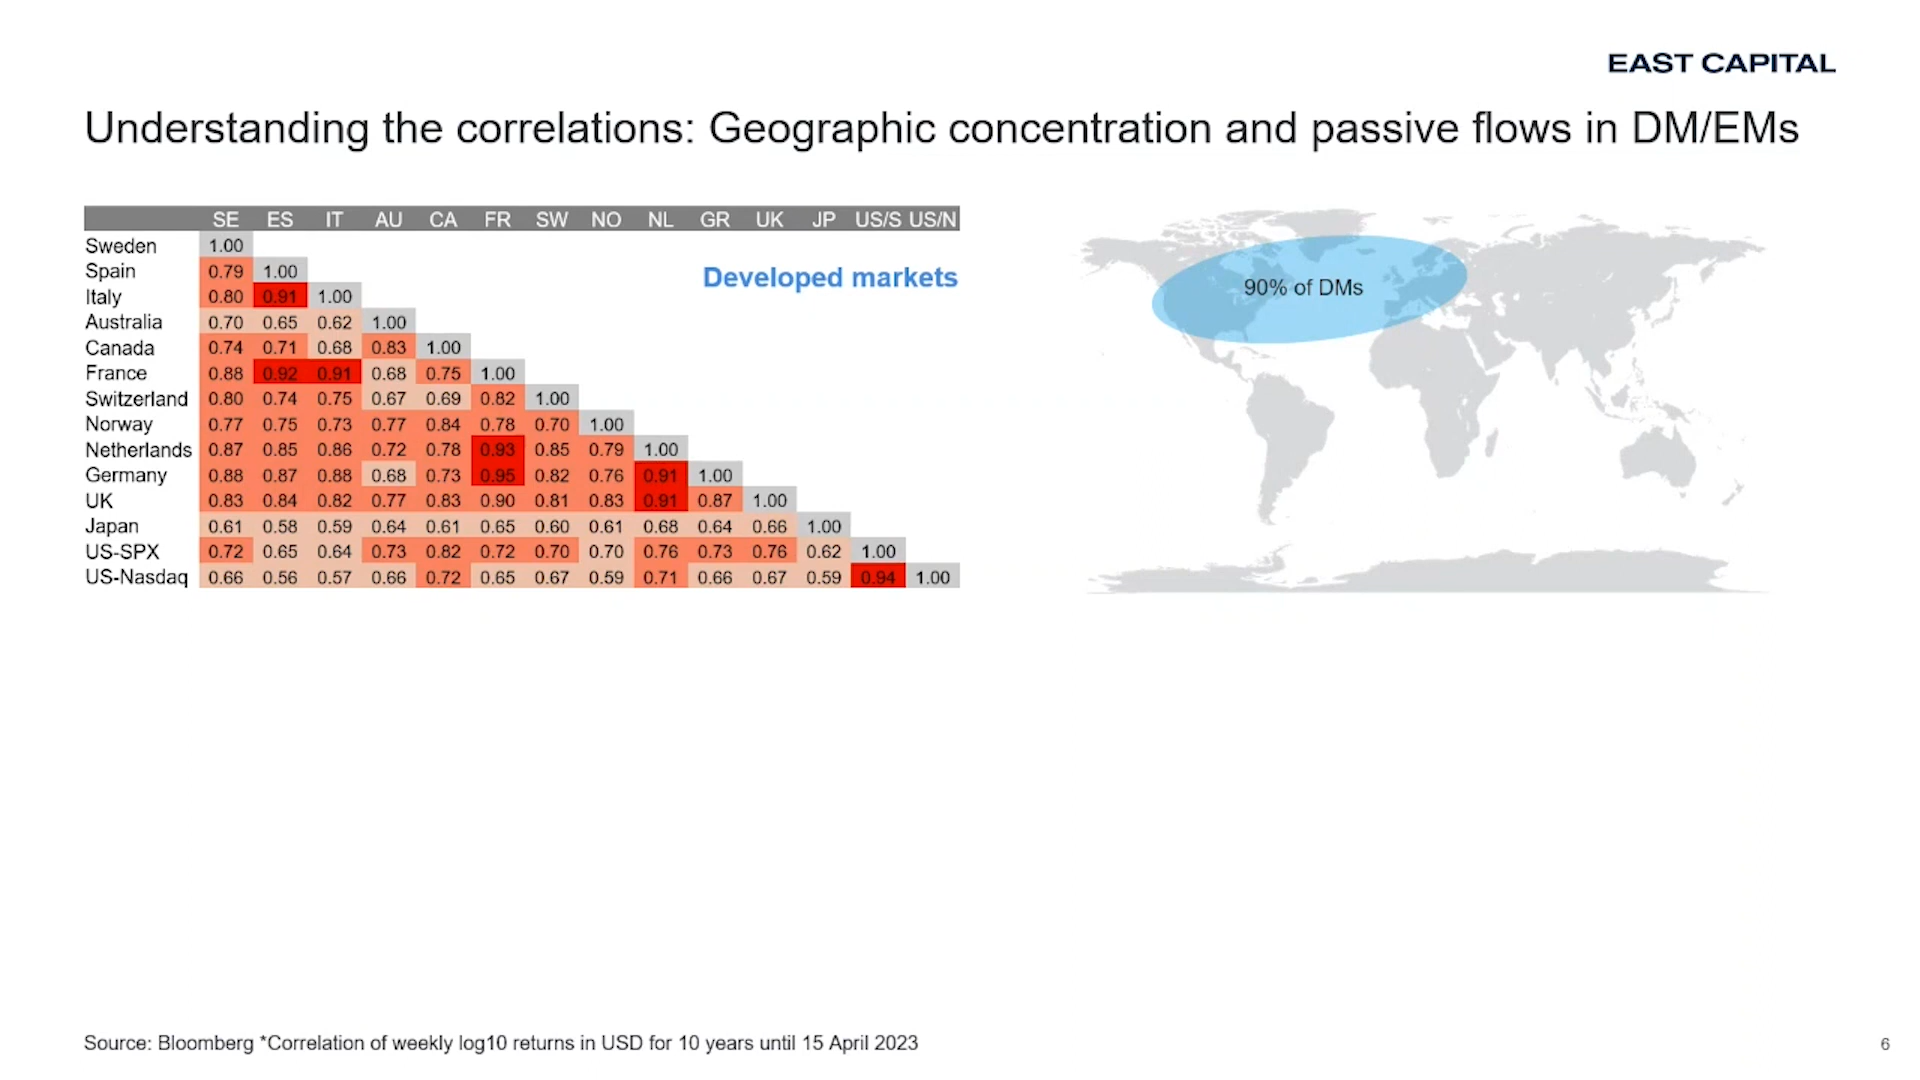 EAST CAPITAL
Understanding the correlations: Geographic concentration and passive flows in DM/EMs
SE ES IT AU CA FR SW NO NL GR UK JP US/S US/N
Sweden 1.00
Spain 0.79 1.00
Developed markets
Italy 0.80 0.91 1.00
Australia 0.70 0.65 0.62 1.00
Canada 0.74 0.71 0.68 0.83 1.00
France 0.88 0.92 0.91 0.68 0.75 1.00
Switzerland 0.80 0.74 0.75 0.67 0.69 0.82 1.00
Norway 0.77 0.75 0.73 0.77 0.84 0.78 0.70 1.00
Netherlands 0.87 0.85 0.86 0.72 0.78 0.93 0.85 0.79 1.00
Germany 0.88 0.87 0.88 0.68 0.73 0.95 0.82 0.76 0.91 1.00
UK 0.83 0.84 0.82 0.77 0.83 0.90 0.81 0.83 0.91 0.87 1.00
Japan 0.61 0.58 0.59 0.64 0.61 0.65 0.60 0.61 0.68 0.64 0.66 1.00
US-SPX 0.72 0.65 0.64 0.73 0.82 0.72 0.70 0.70 0.76 0.73 0.76 0.62 1.00
US-Nasdaq 0.66 0.56 0.57 0.66 0.72 0.65 0.67 0.59 0.71 0.66 0.67 0.59 0.94 1.00
90% of DMs
Source: Bloomberg *Correlation of weekly log10 returns in USD for 10 years until 15 April 2023
6